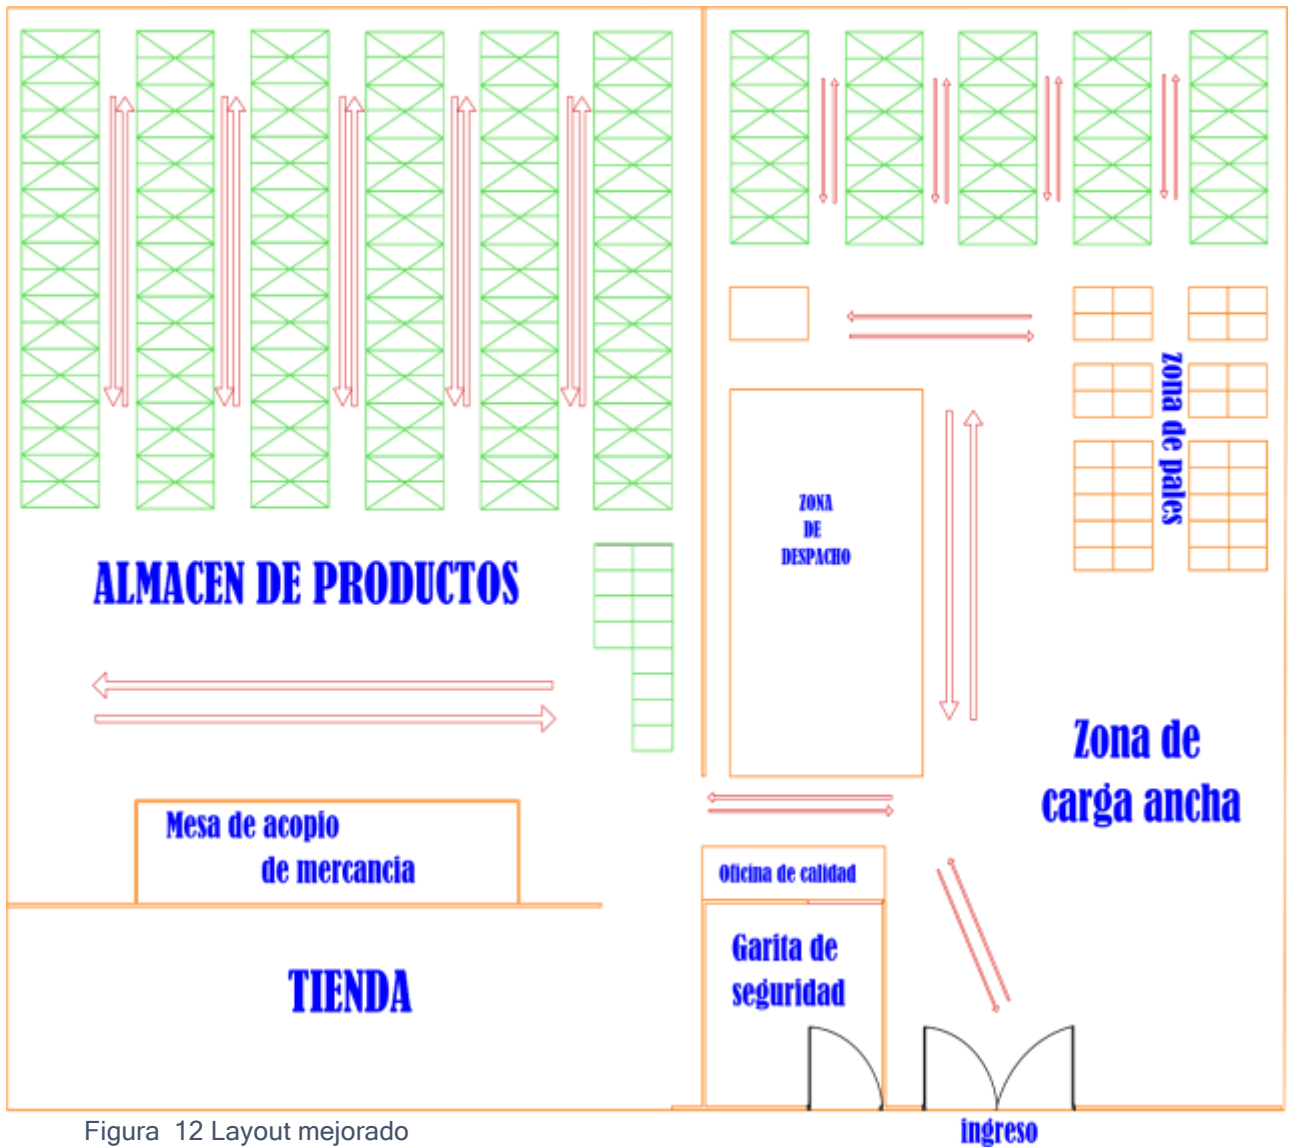 zona de pales
ZONA
DE
DESPACHO
ALMACEN DE PRODUCTOS
Zona de
carga ancha
Mesa de acopio
de mercancia
Oficina de calidad
Garita de
seguridad
TIENDA
ingreso
Figura  12 Layout mejorado